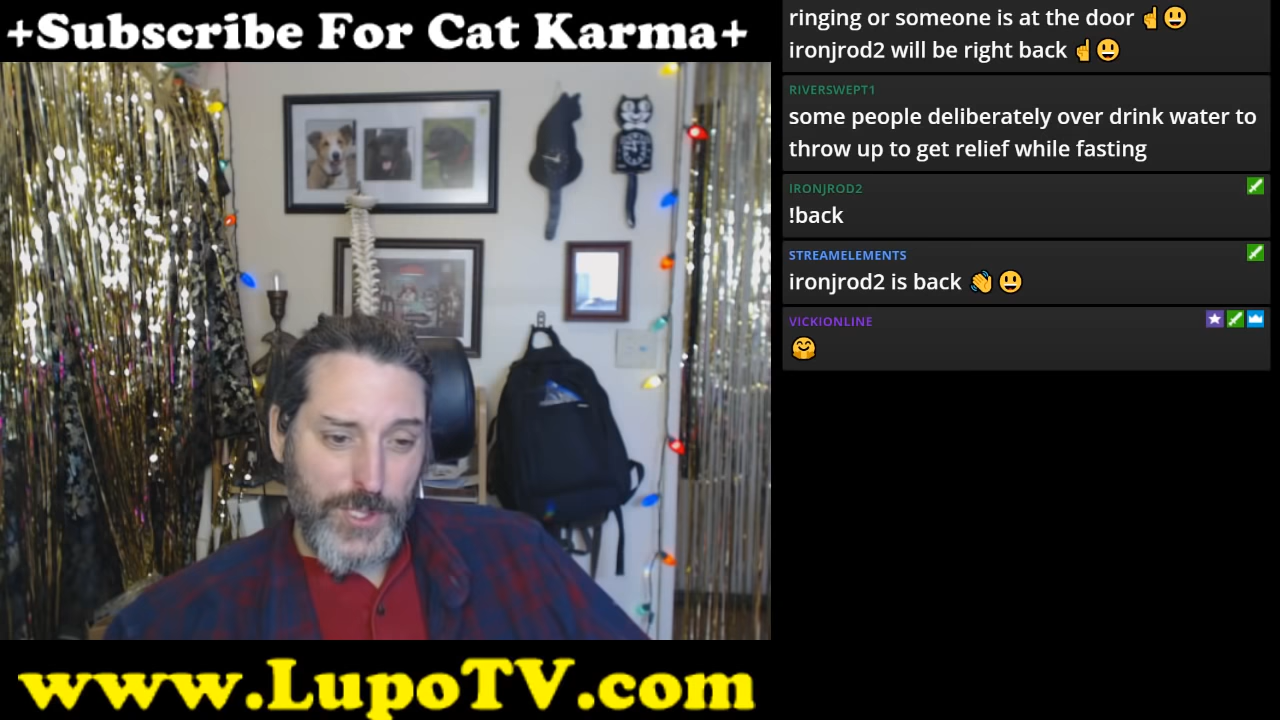 +Subscribe For Cat Karma+
ringing or someone is at the door ☝😃
ironjrod2 will be right back ☝😃
RIVERSWEPT1
some people deliberately over drink water to
throw up to get relief while fasting
IRONJROD2
!back
STREAMELEMENTS
ironjrod2 is back 👋😃
VICKIONLINE
🤗
www.LupoTV.com